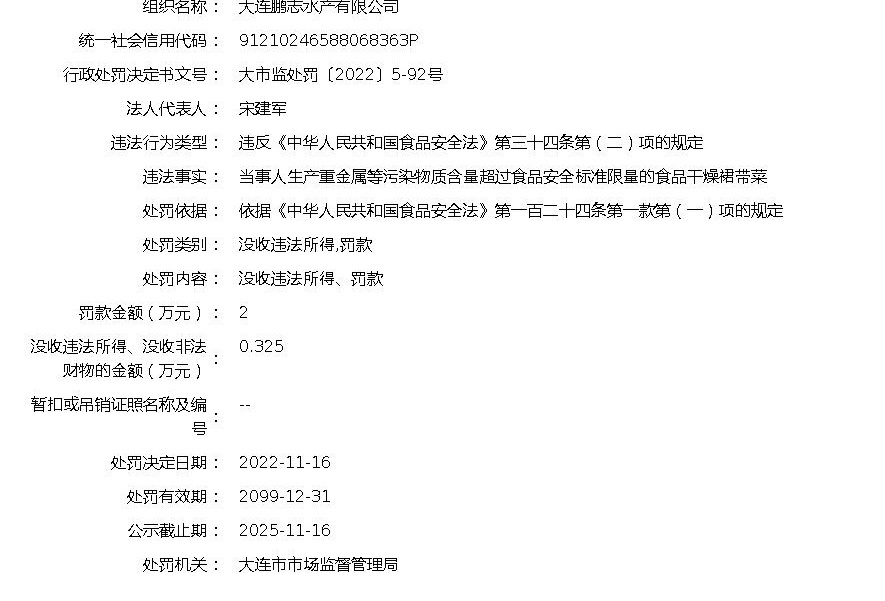 组织名称： 大连鹏志水产有限公司
统一社会信用代码： 91210246588068363P
行政处罚决定书文号： 大市监处罚〔2022〕5-92号
法人代表人： 宋建军
违法行为类型： 违反《中华人民共和国食品安全法》第三十四条第（二）项的规定
违法事实： 当事人生产重金属等污染物质含量超过食品安全标准限量的食品干燥裙带菜
处罚依据： 依据《中华人民共和国食品安全法》第一百二十四条第一款第（一）项的规定
处罚类别： 没收违法所得,罚款
处罚内容： 没收违法所得、罚款
罚款金额（万元）： 2
没收违法所得、没收非法
财物的金额（万元）： 0.325
暂扣或吊销证照名称及编
号： --
处罚决定日期： 2022-11-16
处罚有效期： 2099-12-31
公示截止期： 2025-11-16
处罚机关： 大连市市场监督管理局